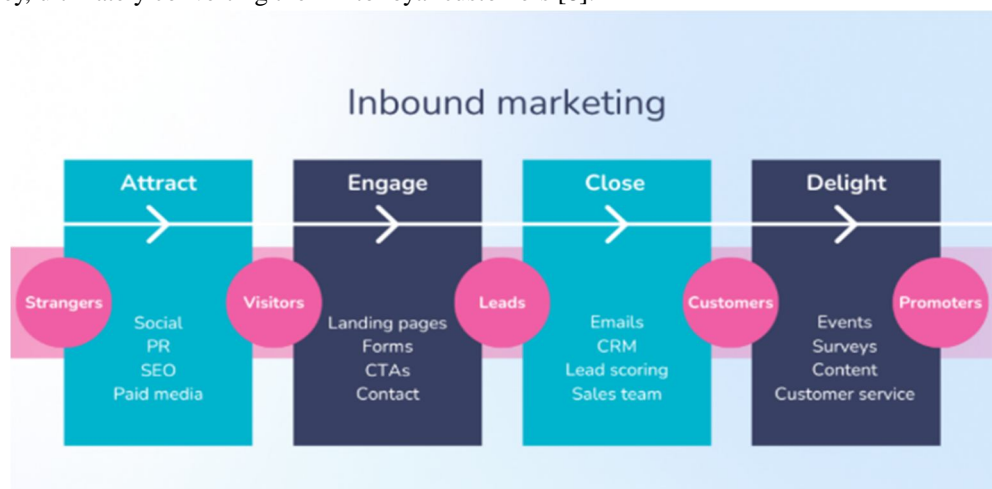 Inbound marketing
Attract
Engage
Close
Delight
Strangers
Visitors
Leads
Customers
Promoters
Social
PR
SEO
Paid media
Landing pages
Forms
CTAs
Contact
Emails
CRM
Lead scoring
Sales team
Events
Surveys
Content
Customer service